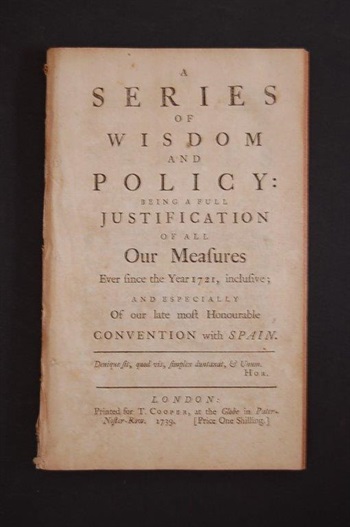 A
SERIES
OF
WISDOM
AND
POLICY:
BEING A FULL
JUSTIFICATION
OF ALL
Our Meaſures
Ever ſince the Year 1721, incluſive;
AND ESPECIALLY
Of our late moſt Honourable
CONVENTION with SPAIN.
Denique ſit, quod vis, ſimplex duntaxat, & Unum.
HOR.
LONDON:
Printed for T. COOPER, at the Globe in Pater-
Noſter-Row. 1739. [Price One Shilling.]